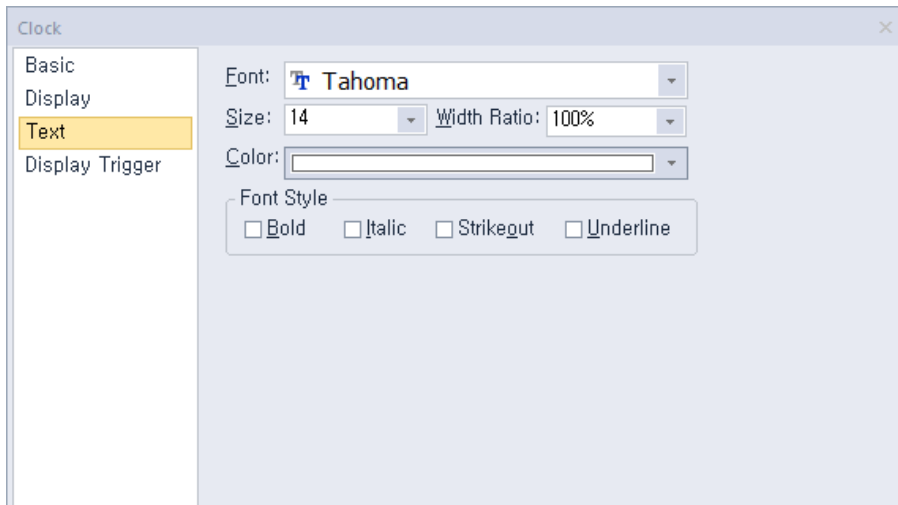 Clock
Basic
Display
Text
Display Trigger
Font: Tahoma
Size: 14 Width Ratio: 100%
Color:
Font Style
Bold Italic Strikeout Underline